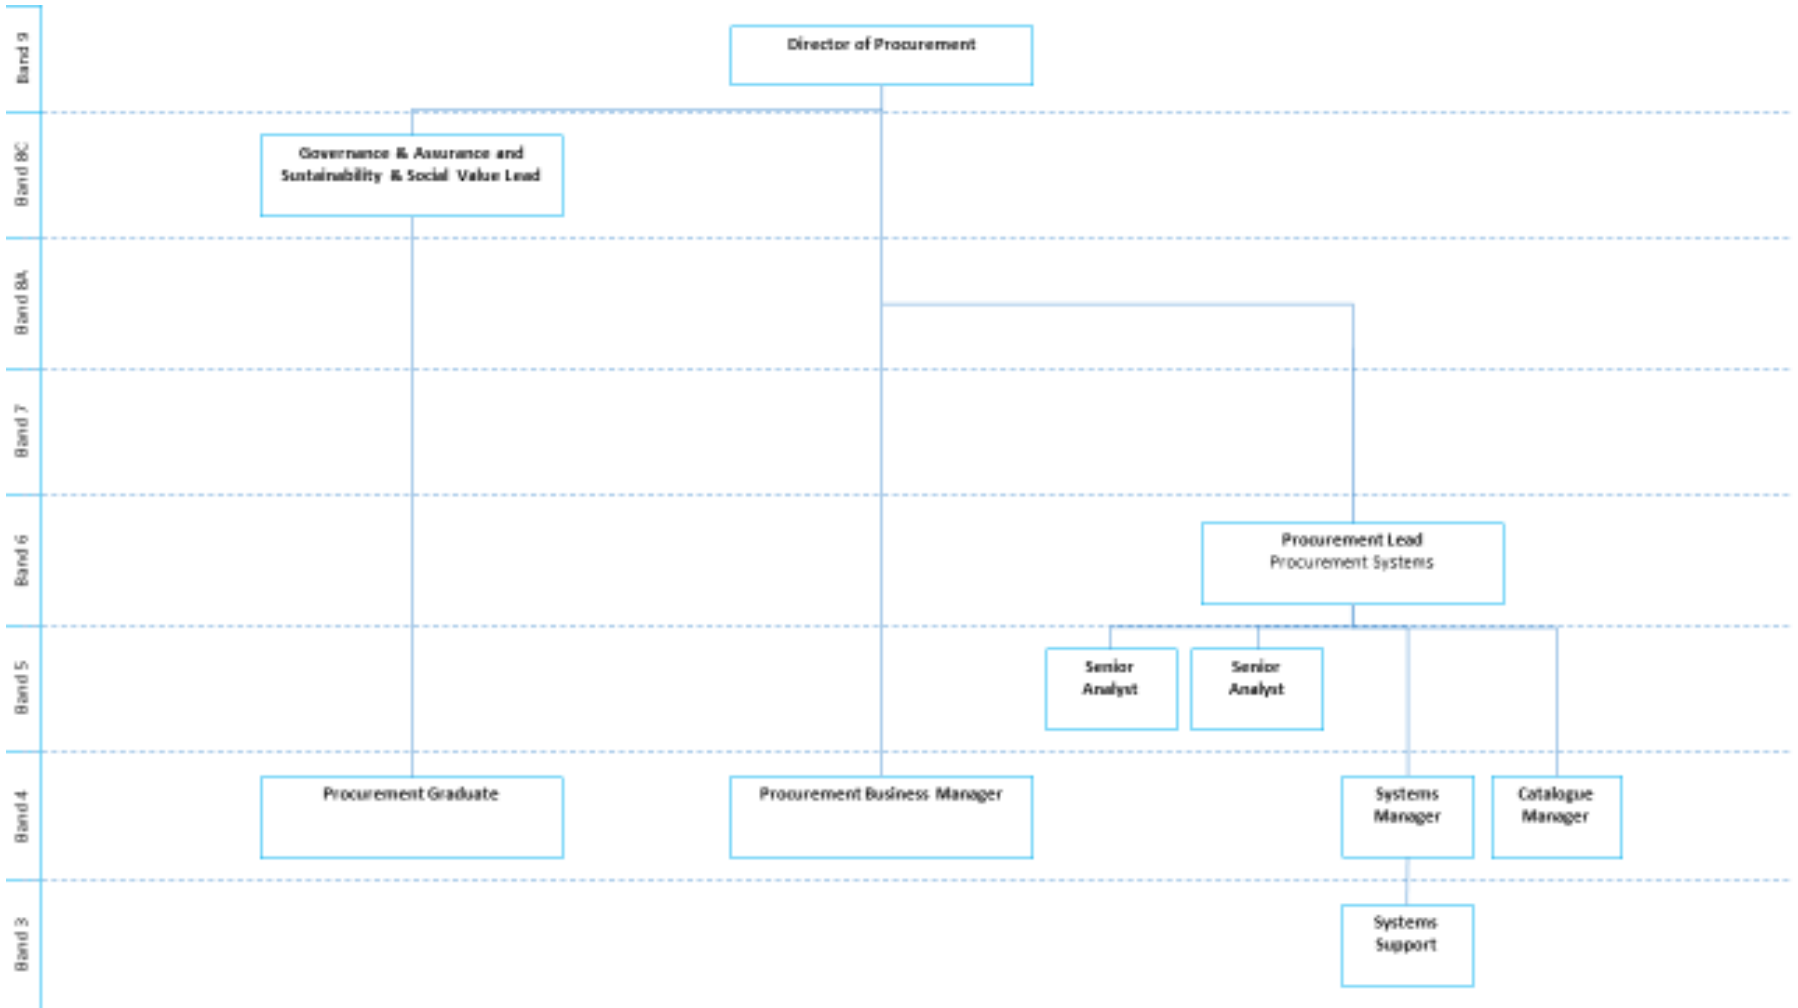 Band 9
Director of Procurement
Band 8C
Governance & Assurance and
Sustainability & Social Value Lead
Band 8A
Band 7
Band 6
Procurement Lead
Procurement Systems
Band 5
Senior
Analyst
Senior
Analyst
Band 4
Procurement Graduate
Procurement Business Manager
Systems
Manager
Catalogue
Manager
Band 3
Systems
Support